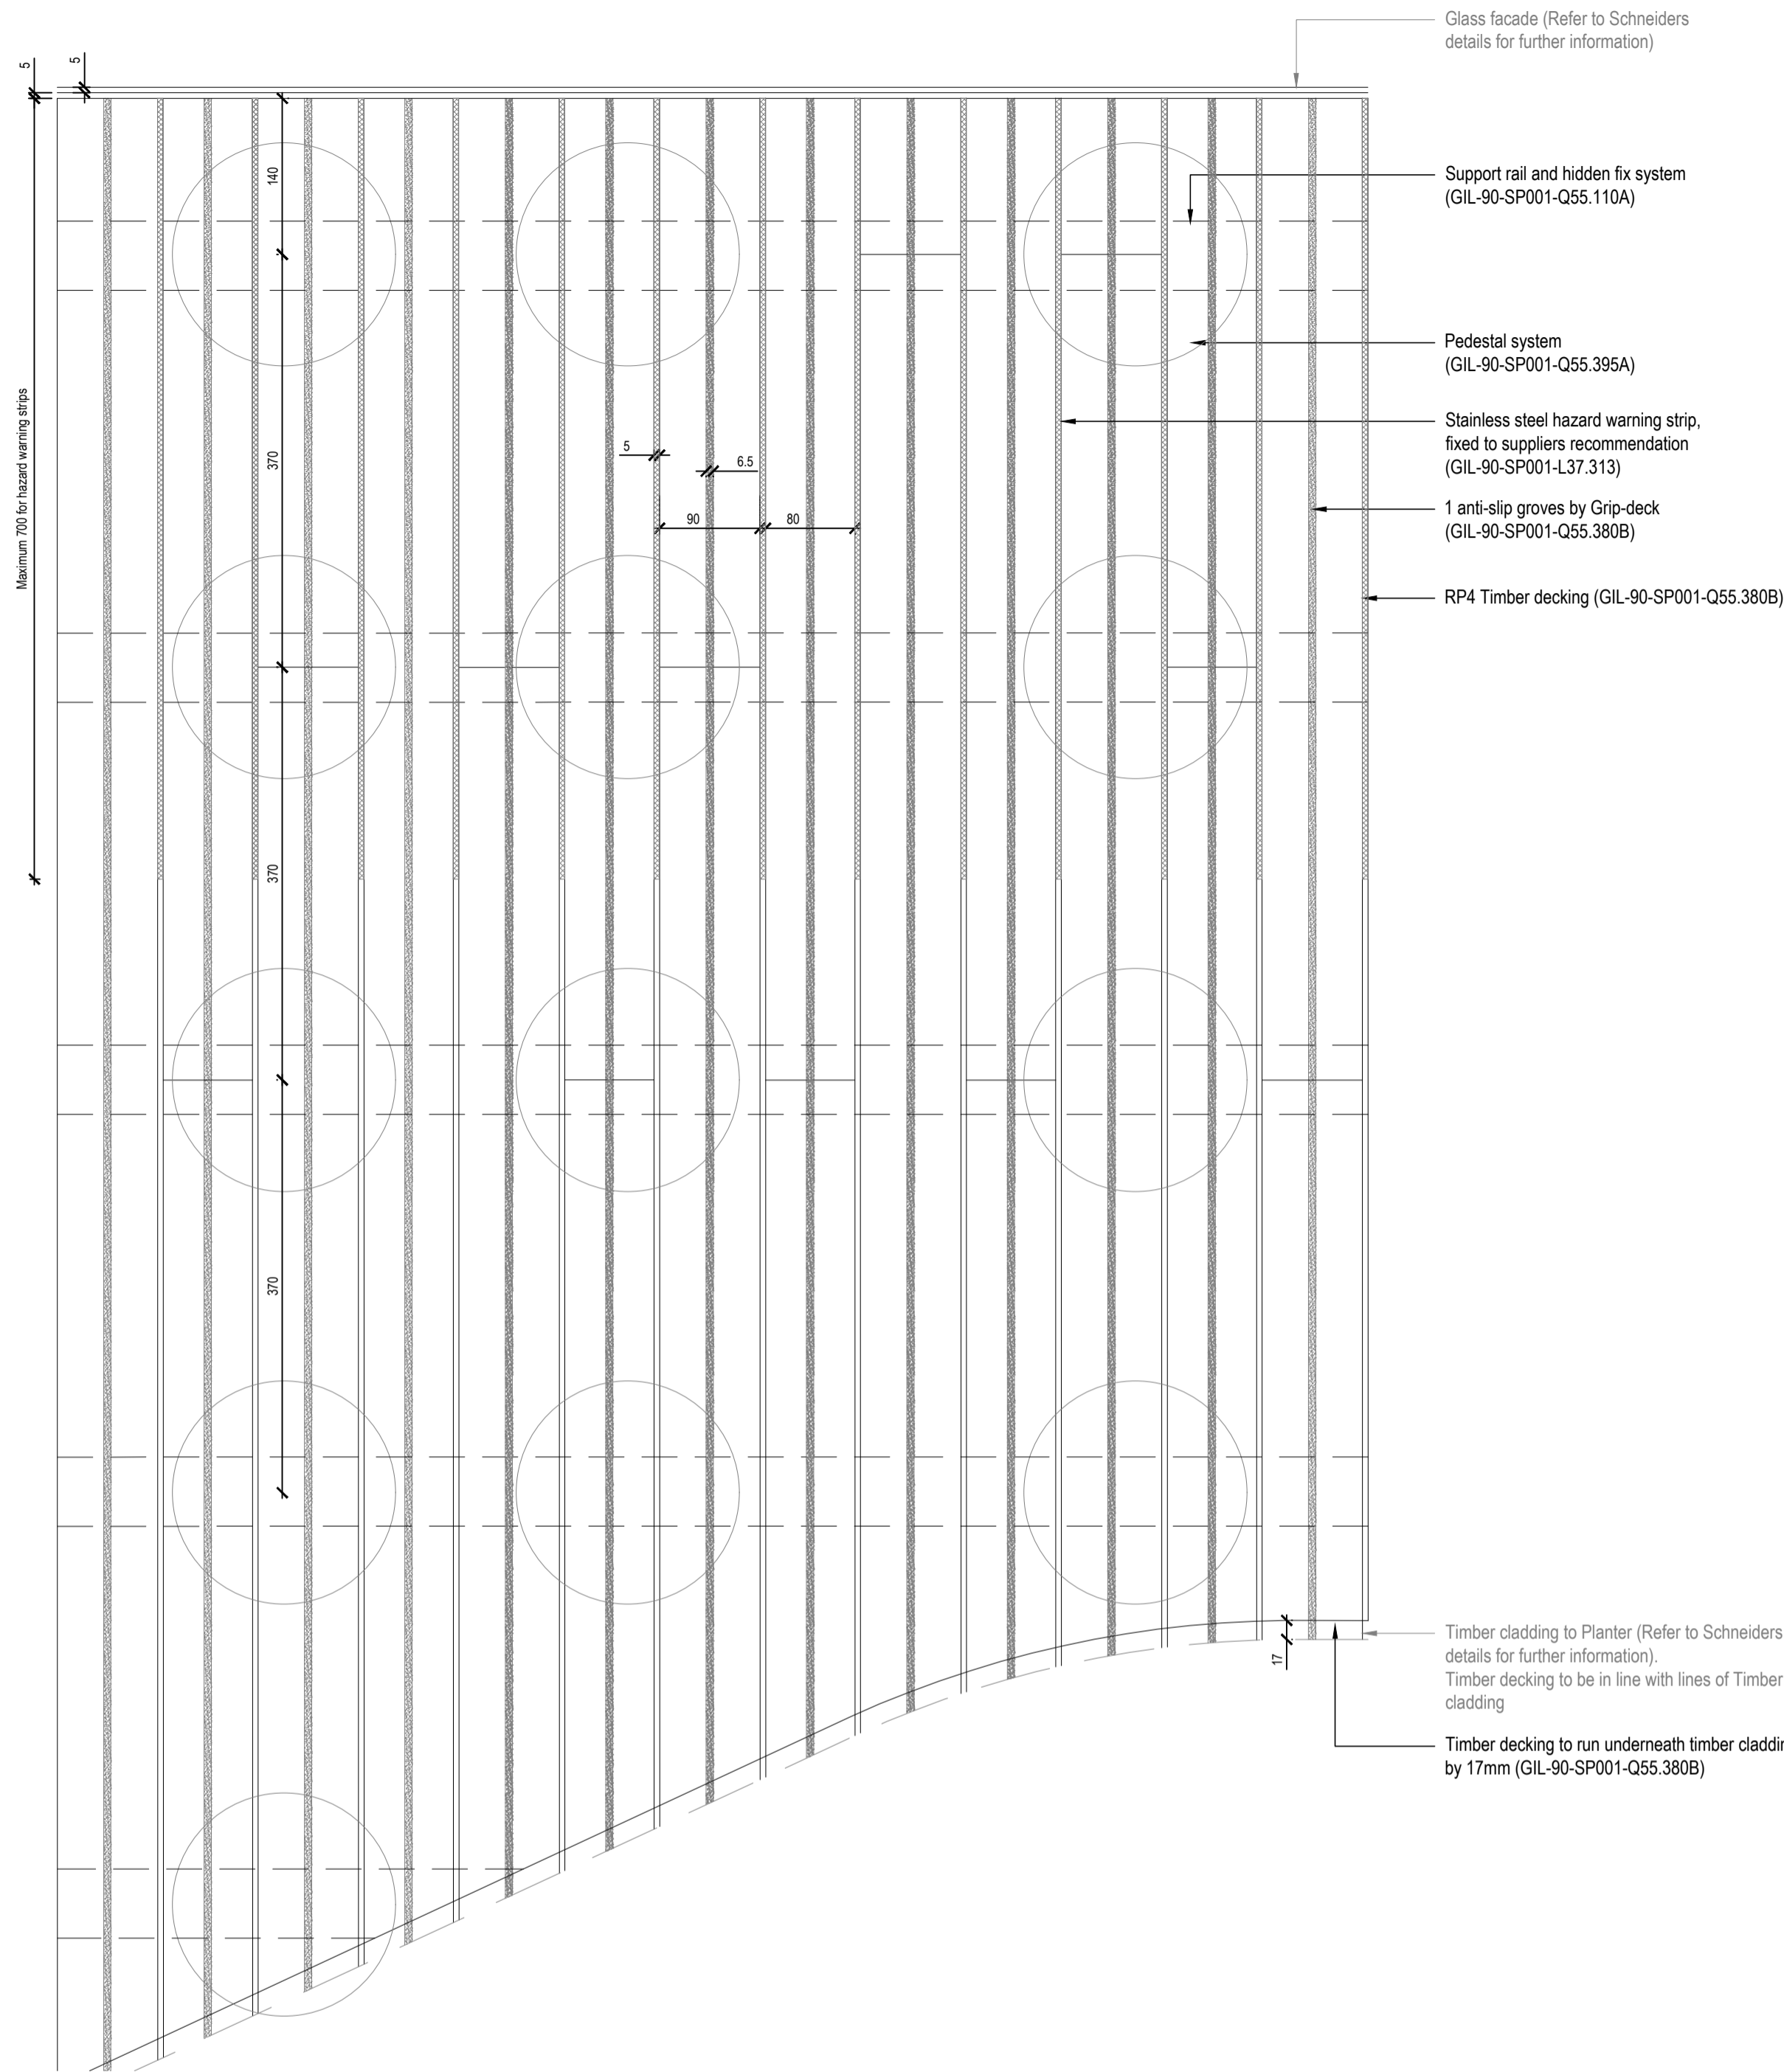 Glass facade (Refer to Schneiders
details for further information)
5
5
140
Support rail and hidden fix system
(GIL-90-SP001-Q55.110A)
Pedestal system
(GIL-90-SP001-Q55.395A)
Maximum 700 for hazard warning strips
370
5
6.5
90
80
Stainless steel hazard warning strip,
fixed to suppliers recommendation
(GIL-90-SP001-L37.313)
1 anti-slip groves by Grip-deck
(GIL-90-SP001-Q55.380B)
RP4 Timber decking (GIL-90-SP001-Q55.380B)
370
370
17
Timber cladding to Planter (Refer to Schneiders
details for further information).
Timber decking to be in line with lines of Timber
cladding
Timber decking to run underneath timber claddin
by 17mm (GIL-90-SP001-Q55.380B)